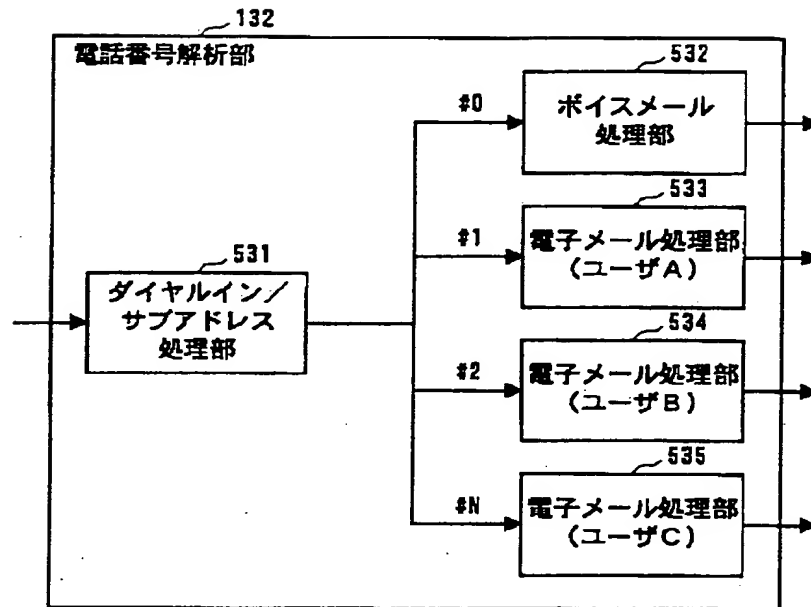 132
電話番号解析部
532
#0
ボイスメール
処理部
533
#1
電子メール処理部
(ユーザA)
531
ダイヤルイン/
サブアドレス
処理部
534
#2
電子メール処理部
(ユーザB)
535
#N
電子メール処理部
(ユーザC)